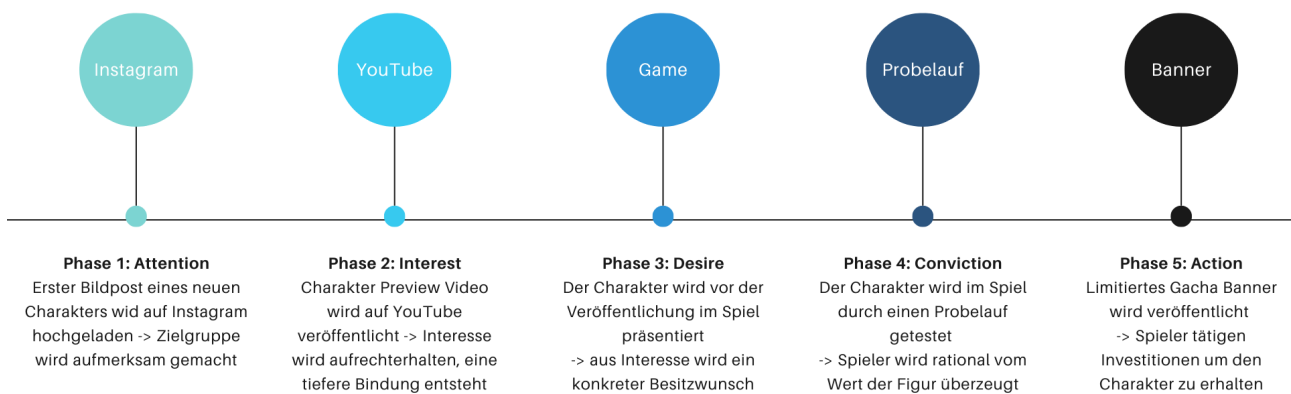 Instagram
YouTube
Game
Probelauf
Banner
Phase 1: Attention
Erster Bildpost eines neuen
Charakters wid auf Instagram
hochgeladen -> Zielgruppe
wird aufmerksam gemacht
Phase 2: Interest
Charakter Preview Video
wird auf YouTube
veröffentlicht -> Interesse
wird aufrechterhalten, eine
tiefere Bindung entsteht
Phase 3: Desire
Der Charakter wird vor der
Veröffentlichung im Spiel
präsentiert
-> aus Interesse wird ein
konkreter Besitzwunsch
Phase 4: Conviction
Der Charakter wird im Spiel
durch einen Probelauf
getestet
-> Spieler wird rational vom
Wert der Figur überzeugt
Phase 5: Action
Limitiertes Gacha Banner
wird veröffentlicht
-> Spieler tätigen
Investitionen um den
Charakter zu erhalten